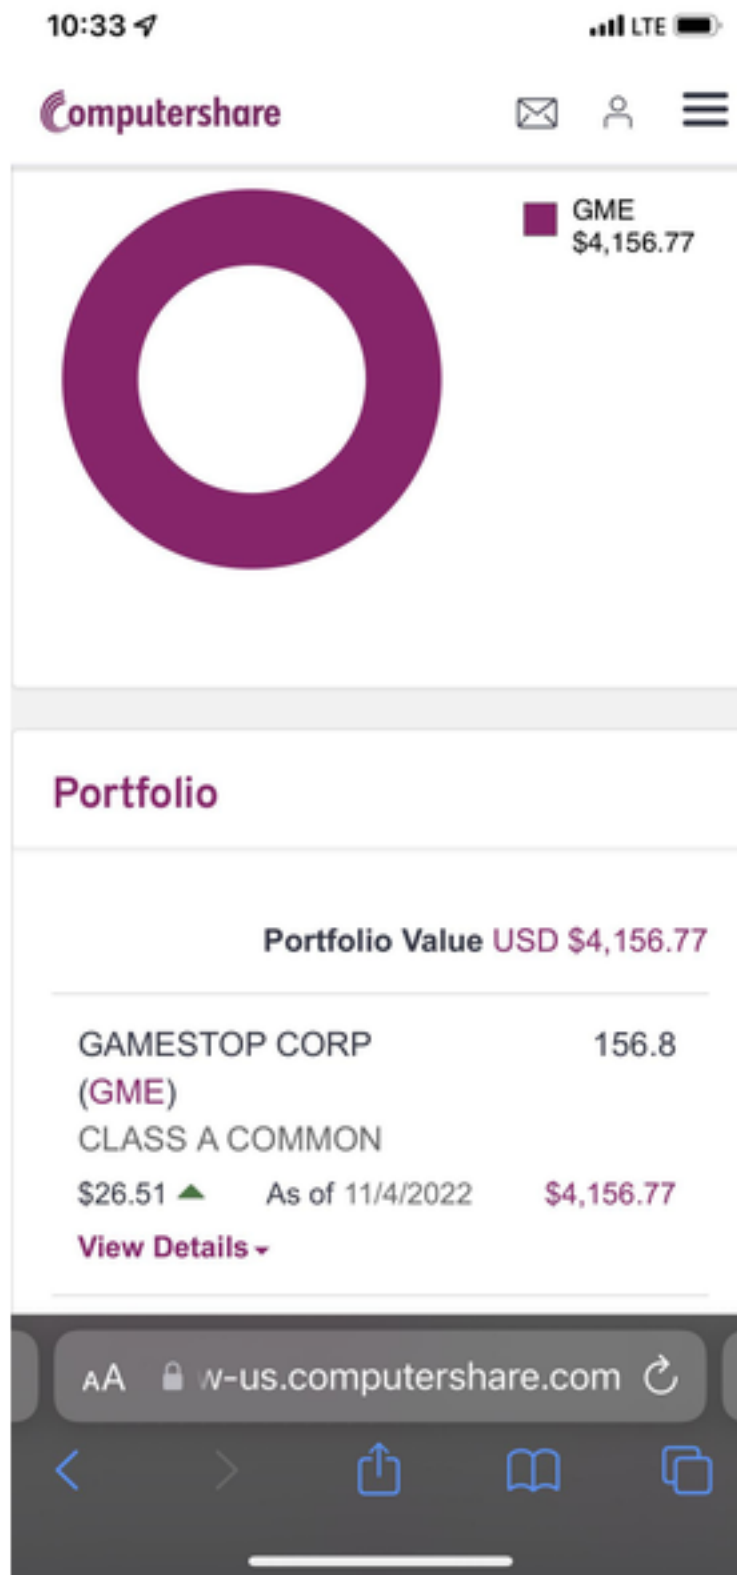 10:33
LTE
Computershare
GME
$4,156.77
Portfolio
Portfolio Value USD $4,156.77
GAMESTOP CORP 156.8
(GME)
CLASS A COMMON
$26.51 As of 11/4/2022 $4,156.77
View Details
AA w-us.computershare.com